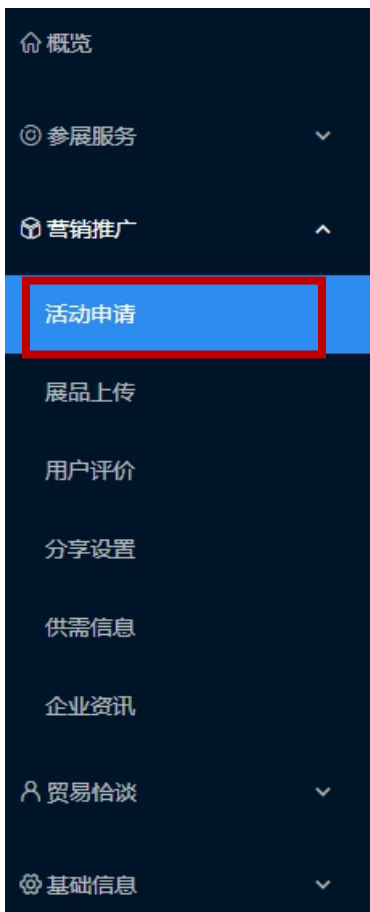 概览
参展服务
营销推广
活动申请
展品上传
用户评价
分享设置
供需信息
企业资讯
贸易恰谈
基础信息